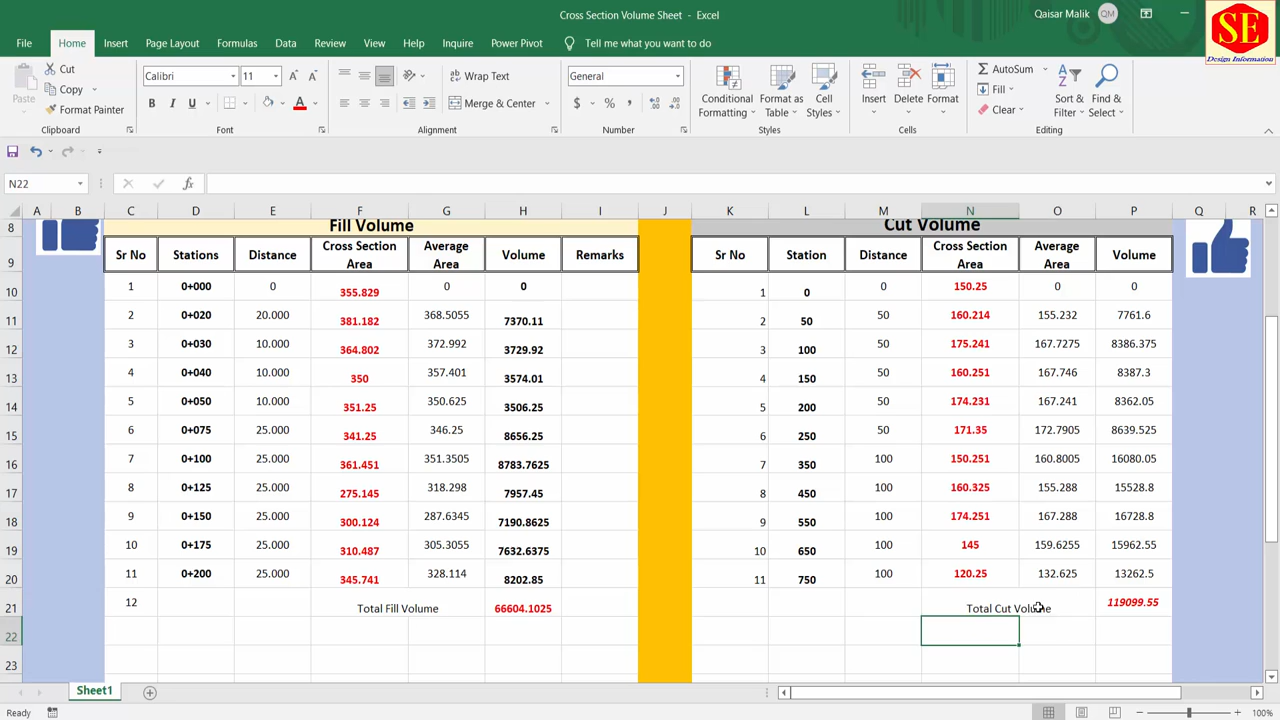 Cross Section Volume Sheet - Excel
Qaisar Malik QM
SE
Design Information
File Home Insert Page Layout Formulas Data Review View Help Inquire Power Pivot Tell me what you want to do
Paste Cut Copy Format Painter
Calibri 11 A A
B I U A
Wrap Text
Merge & Center
General
$ % ,
Conditional Formatting Format as Table Cell Styles
Insert Delete Format
AutoSum Fill Clear
Sort & Filter Find & Select
Clipboard Font Alignment Number Styles Cells Editing
N22 fx
A B C D E F G H I J K L M N O P Q R
8 Fill Volume Cut Volume
9 Sr No Stations Distance Cross Section Area Average Area Volume Remarks Sr No Station Distance Cross Section Area Average Area Volume
10 1 0+000 0 355.829 0 0 1 0 0 150.25 0 0
11 2 0+020 20.000 381.182 368.5055 7370.11 2 50 50 160.214 155.232 7761.6
12 3 0+030 10.000 364.802 372.992 3729.92 3 100 50 175.241 167.7275 8386.375
13 4 0+040 10.000 350 357.401 3574.01 4 150 50 160.251 167.746 8387.3
14 5 0+050 10.000 351.25 350.625 3506.25 5 200 50 174.231 167.241 8362.05
15 6 0+075 25.000 341.25 346.25 8656.25 6 250 50 171.35 172.7905 8639.525
16 7 0+100 25.000 361.451 351.3505 8783.7625 7 350 100 150.251 160.8005 16080.05
17 8 0+125 25.000 275.145 318.298 7957.45 8 450 100 160.325 155.288 15528.8
18 9 0+150 25.000 300.124 287.6345 7190.8625 9 550 100 174.251 167.288 16728.8
19 10 0+175 25.000 310.487 305.3055 7632.6375 10 650 100 145 159.6255 15962.55
20 11 0+200 25.000 345.741 328.114 8202.85 11 750 100 120.25 132.625 13262.5
21 12 Total Fill Volume 66604.1025 Total Cut Volume 119099.55
22
23
Sheet1
Ready 100%